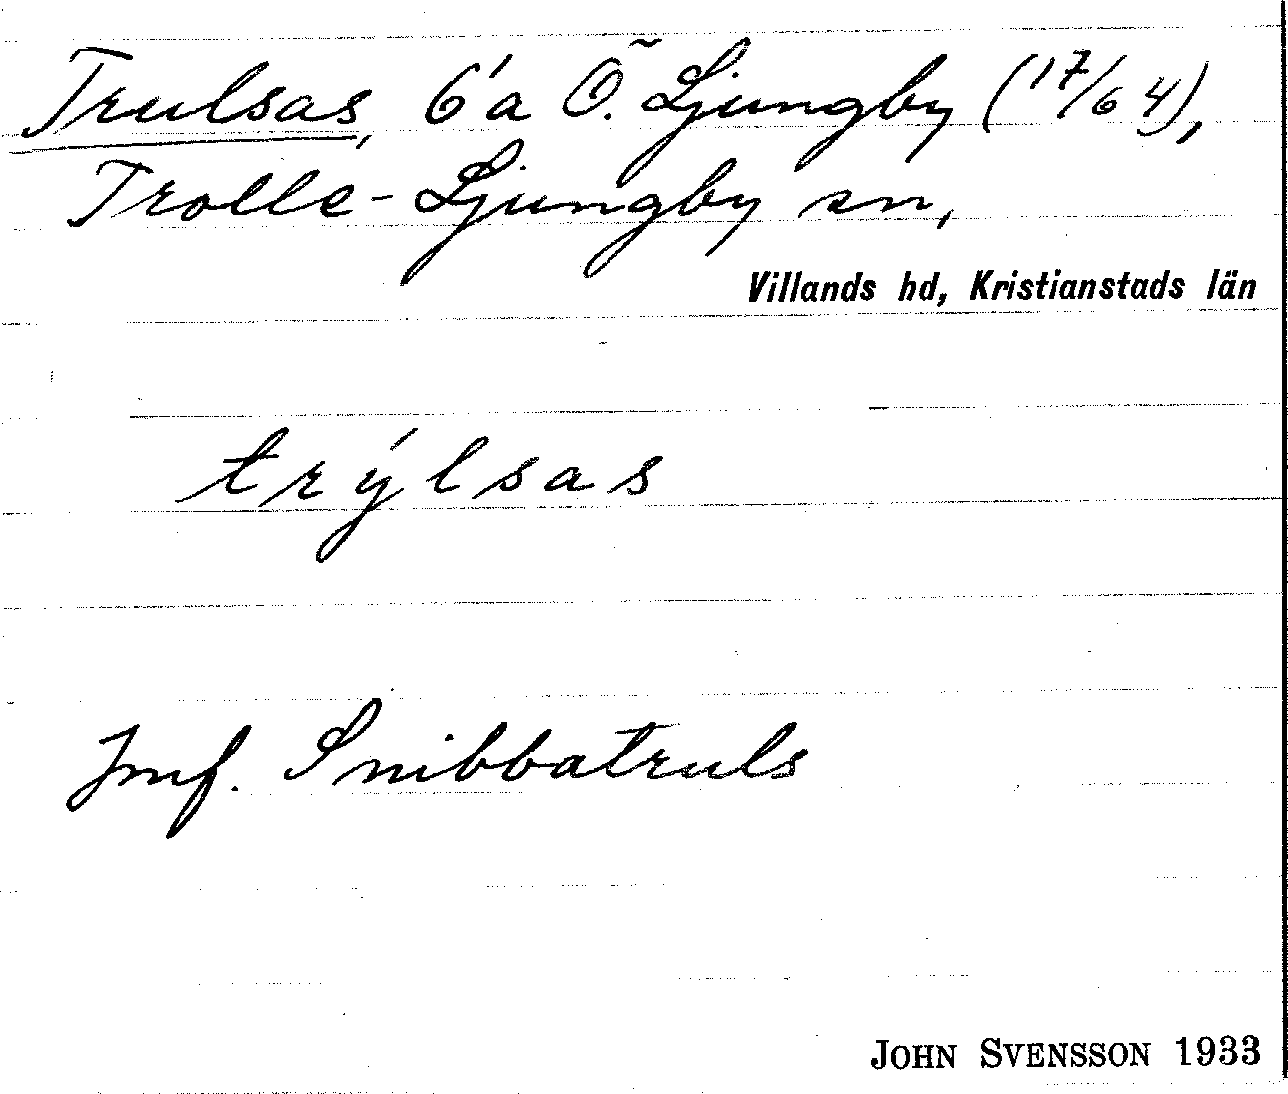 Trulsas, 6'a Ö. Ljungby (17/64),
Trolle-Ljungby sn,
Villands hd, Kristianstads län
trýlsas
Jmf. Snibbatruls
JOHN SVENSSON 1933